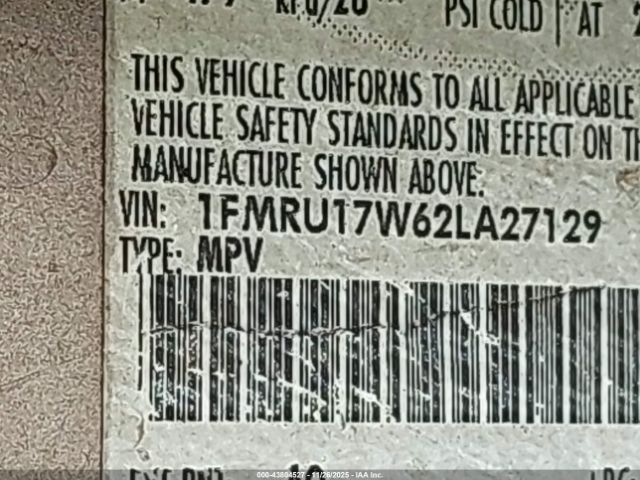 PSI COLD AT
THIS VEHICLE CONFORMS TO ALL APPLICABLE
VEHICLE SAFETY STANDARDS IN EFFECT ON
MANUFACTURE SHOWN ABOVE.
VIN: 1FMRU17W62LA27129
TYPE: MPV
000-43804527 - 11/26/2025 - IAA Inc.